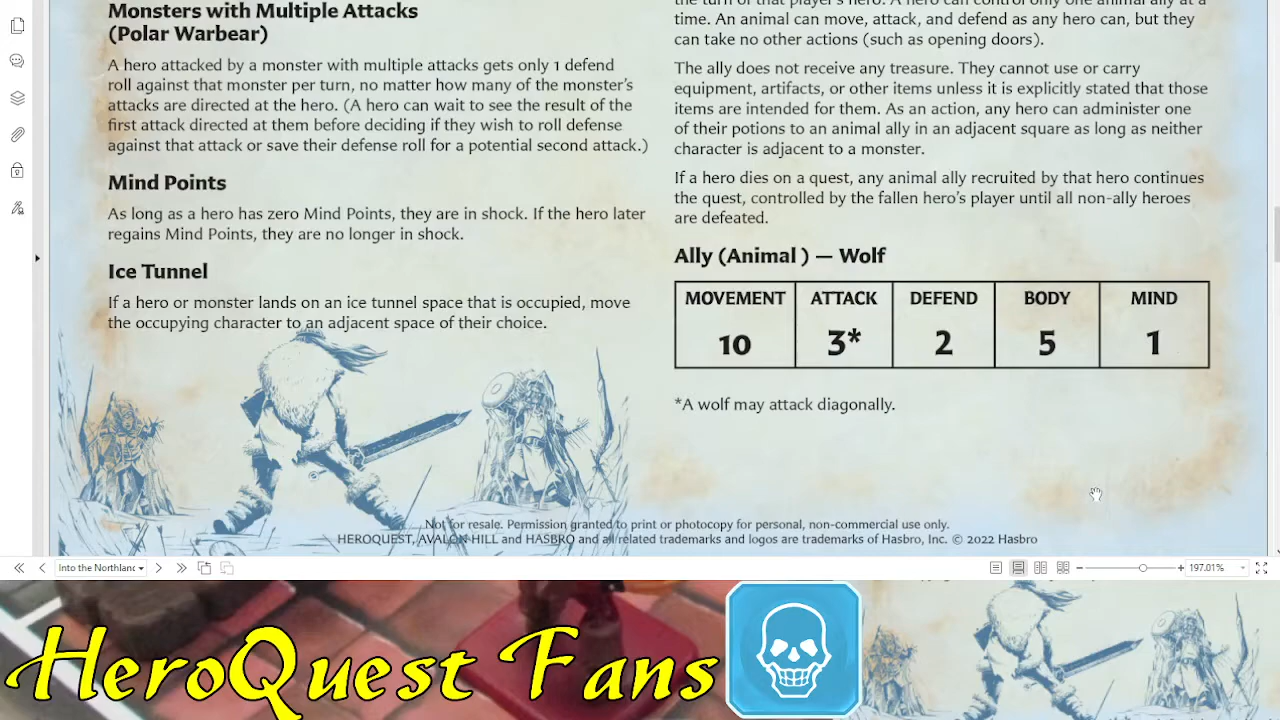 Monsters with Multiple Attacks
(Polar Warbear)
A hero attacked by a monster with multiple attacks gets only 1 defend
roll against that monster per turn, no matter how many of the monster's
attacks are directed at the hero. (A hero can wait to see the result of the
first attack directed at them before deciding if they wish to roll defense
against that attack or save their defense roll for a potential second attack.)
Mind Points
As long as a hero has zero Mind Points, they are in shock. If the hero later
regains Mind Points, they are no longer in shock.
Ice Tunnel
If a hero or monster lands on an ice tunnel space that is occupied, move
the occupying character to an adjacent space of their choice.
the turn of that player's hero. A hero can control only one animal ally at a
time. An animal can move, attack, and defend as any hero can, but they
can take no other actions (such as opening doors).
The ally does not receive any treasure. They cannot use or carry
equipment, artifacts, or other items unless it is explicitly stated that those
items are intended for them. As an action, any hero can administer one
of their potions to an animal ally in an adjacent square as long as neither
character is adjacent to a monster.
If a hero dies on a quest, any animal ally recruited by that hero continues
the quest, controlled by the fallen hero's player until all non-ally heroes
are defeated.
Ally (Animal ) — Wolf
MOVEMENT ATTACK DEFEND BODY MIND
10 3* 2 5 1
*A wolf may attack diagonally.
Not for resale. Permission granted to print or photocopy for personal, non-commercial use only.
HEROQUEST, AVALON HILL and HASBRO and all related trademarks and logos are trademarks of Hasbro, Inc. © 2022 Hasbro
Into the Northlanc
197.01%
HeroQuest Fans